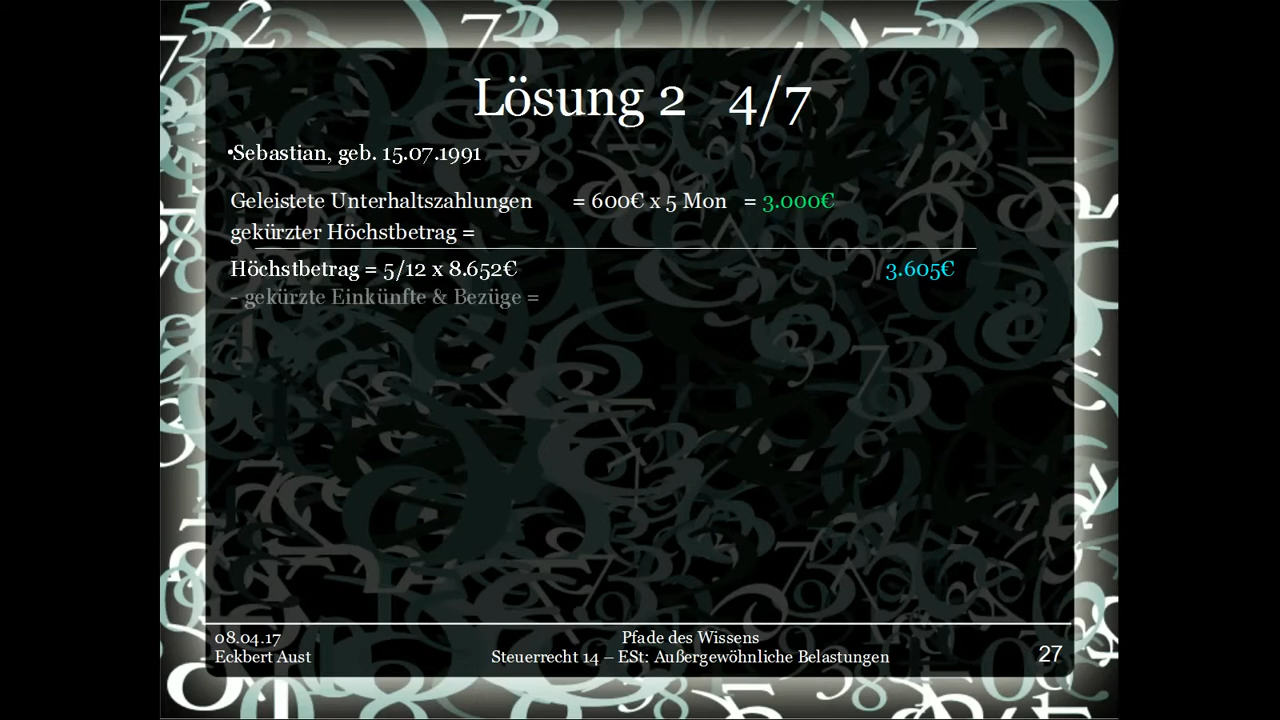 Lösung 2 4/7
•Sebastian, geb. 15.07.1991
Geleistete Unterhaltszahlungen = 600€ x 5 Mon = 3.000€
gekürzter Höchstbetrag =
Höchstbetrag = 5/12 x 8.652€ 3.605€
- gekürzte Einkünfte & Bezüge =
08.04.17
Eckbert Aust
Pfade des Wissens
Steuerrecht 14 – ESt: Außergewöhnliche Belastungen
27